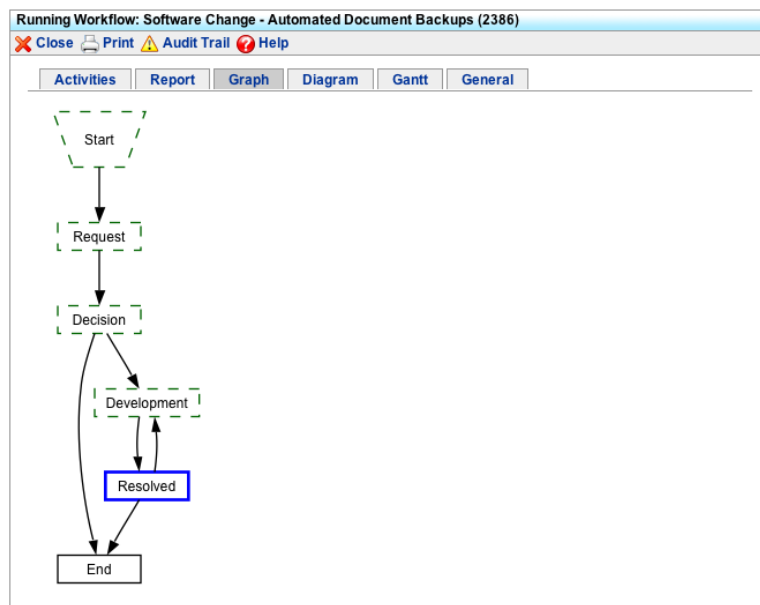 Running Workflow: Software Change - Automated Document Backups (2386)
Close Print Audit Trail Help
Activities Report Graph Diagram Gantt General
Start
Request
Decision
Development
Resolved
End